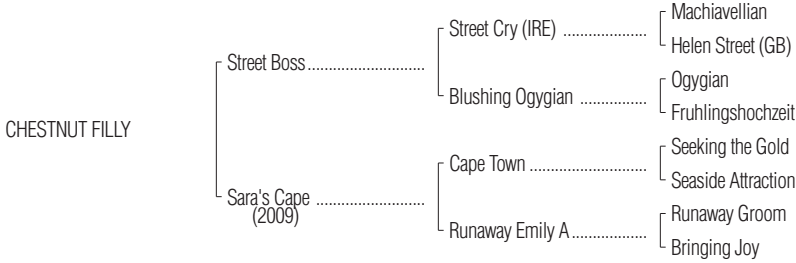 Machiavellian
Street Cry (IRE) ....................
Helen Street (GB)
Street Boss ............................
Ogygian
Blushing Ogygian ................
Fruhlingshochzeit
CHESTNUT FILLY
Seeking the Gold
Cape Town ............................
Seaside Attraction
Sara's Cape ..........................
(2009)
Runaway Groom
Runaway Emily A ..................
Bringing Joy